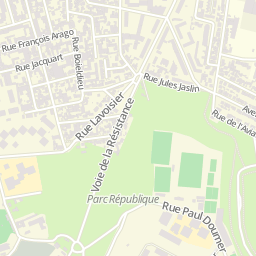 Rue François Arago
Rue Jacquart
Rue Boieldieu
Rue Jules Jaslin
Rue Lavoisier
Voie de la Résistance
Rue de l'Avia
Parc République
Rue Paul Doumer